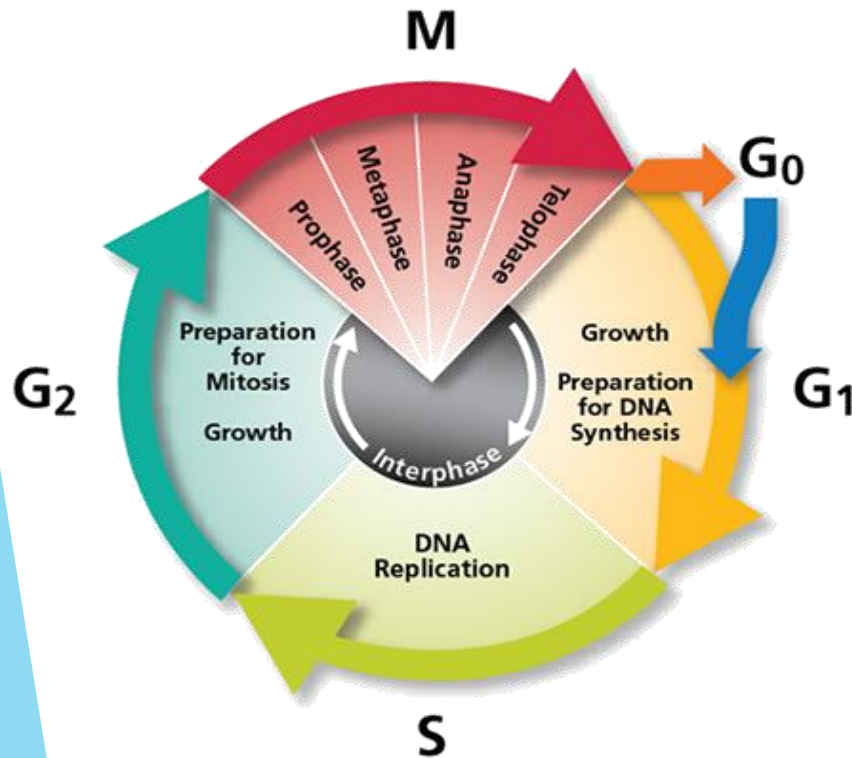 M
Prophase
Metaphase
Anaphase
Telophase
G₀
Growth
Preparation
for DNA
Synthesis
G₁
DNA
Replication
S
Preparation
for
Mitosis
Growth
G₂
Interphase